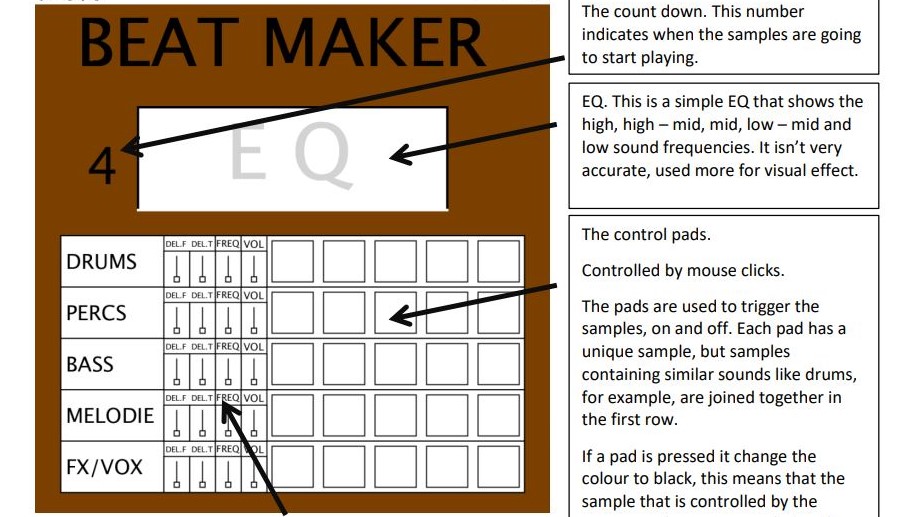 BEAT MAKER
4
EQ
DRUMS
DEL.F DEL.T FREQ VOL
PERCS
DEL.F DEL.T FREQ VOL
BASS
DEL.F DEL.T FREQ VOL
MELODIE
DEL.F DEL.T FREQ VOL
FX/VOX
DEL.F DEL.T FREQ VOL
The count down. This number
indicates when the samples are going
to start playing.
EQ. This is a simple EQ that shows the
high, high – mid, mid, low – mid and
low sound frequencies. It isn’t very
accurate, used more for visual effect.
The control pads.
Controlled by mouse clicks.
The pads are used to trigger the
samples, on and off. Each pad has a
unique sample, but samples
containing similar sounds like drums,
for example, are joined together in
the first row.
If a pad is pressed it change the
colour to black, this means that the
sample that is controlled by the